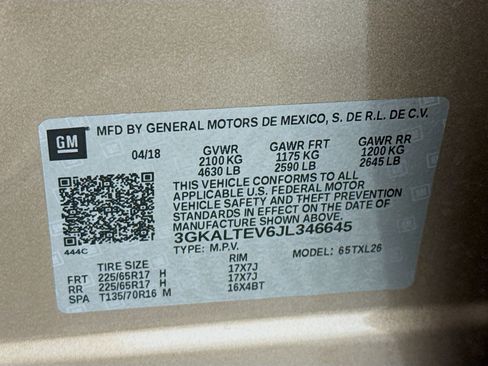 GM
MFD BY GENERAL MOTORS DE MEXICO, S. DE R.L. DE C.V.
04/18 GVWR GAWR FRT GAWR RR
2100 KG 1175 KG 1200 KG
4630 LB 2590 LB 2645 LB
THIS VEHICLE CONFORMS TO ALL
APPLICABLE U.S. FEDERAL MOTOR
VEHICLE SAFETY AND THEFT PREVENTION
STANDARDS IN EFFECT ON THE DATE OF
MANUFACTURE SHOWN ABOVE.
3GKALTEV6JL346645
444C TYPE: M.P.V. MODEL: 65TXL26
TIRE SIZE RIM
FRT 225/65R17 H 17X7J
RR 225/65R17 H 17X7J
SPA T135/70R16 M 16X4BT